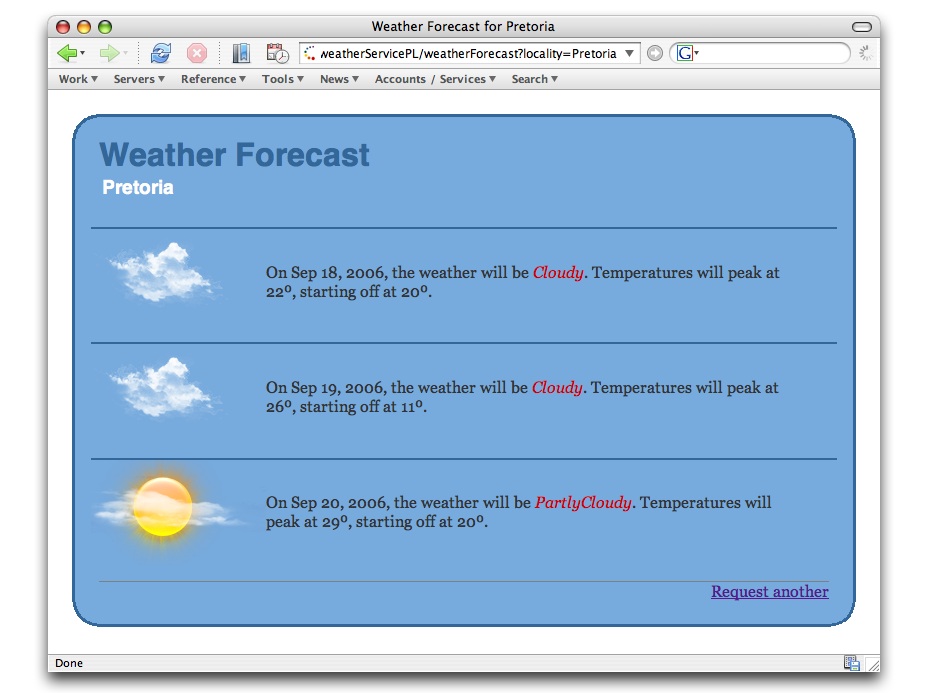 Weather Forecast for Pretoria
weatherServicePL/weatherForecast?locality=Pretoria
G
Work Servers Reference Tools News Accounts / Services Search
Weather Forecast
Pretoria
On Sep 18, 2006, the weather will be Cloudy. Temperatures will peak at
22º, starting off at 20º.
On Sep 19, 2006, the weather will be Cloudy. Temperatures will peak at
26º, starting off at 11º.
On Sep 20, 2006, the weather will be PartlyCloudy. Temperatures will
peak at 29º, starting off at 20º.
Request another
Done